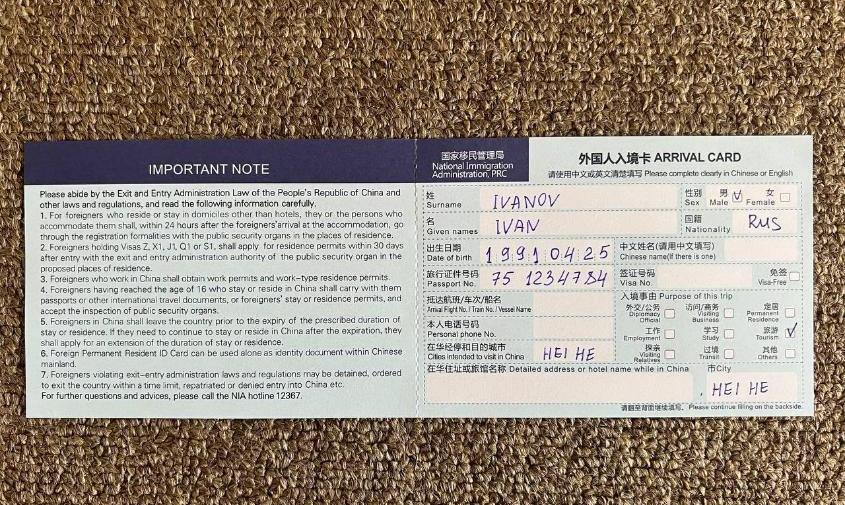 IMPORTANT NOTE
Please abide by the Exit and Entry Administration Law of the People's Republic of China and
other laws and regulations, and read the following information carefully.
1. For foreigners who reside or stay in domiciles other than hotels, they or the persons who
accommodate them shall, within 24 hours after the foreigners'arrival at the accommodation, go
through the registration formalities with the public security organs in the places of residence.
2. Foreigners holding Visas Z, X1, J1, Q1 or S1, shall apply for residence permits within 30 days
after entry with the exit and entry administration authority of the public security organ in the
proposed places of residence.
3. Foreigners who work in China shall obtain work permits and work-type residence permits.
4. Foreigners having reached the age of 16 who stay or reside in China shall carry with them
passports or other international travel documents, or foreigners' stay or residence permits, and
accept the inspection of public security organs.
5. Foreigners in China shall leave the country prior to the expiry of the prescribed duration of
stay or residence. If they need to continue to stay or reside in China after the expiration, they
shall apply for an extension of the duration of stay or residence.
6. Foreign Permanent Resident ID Card can be used alone as identity document within Chinese
mainland.
7. Foreigners violating exit-entry administration laws and regulations may be detained, ordered
to exit the country within a time limit, repatriated or denied entry into China etc.
For further questions and advices, please call the NIA hotline 12367.
国家移民管理局
National Immigration
Administration, PRC
外国人入境卡 ARRIVAL CARD
请使用中文或英文清楚填写 Please complete clearly in Chinese or English
姓
Surname IVANOV
性别 男 女
Sex Male V Female
名
Given names IVAN
国籍
Nationality RUS
出生日期
Date of birth 1991 04 25
中文姓名(请用中文填写)
Chinese name(if there is one)
旅行证件号码
Passport No. 75 1234784
签证号码 免签
Visa No. Visa-Free
抵达航班/车次/船名
Arrival Flight No. / Train No. / Vessel Name
本人电话号码
Personal phone No.
在华经停和目的城市
Cities intended to visit in China HEI HE
入境事由 Purpose of this trip
外交/公务 访问/商务 定居
Diplomacy Visiting Permanent
Official Business Residence
工作 学习 旅游
Employment Study Tourism V
探亲 过境 其他
Visiting Transit Others
Relatives
在华住址或旅馆名称 Detailed address or hotel name while in China 市City
HEI HE
请翻至背面继续填写。 Please continue filling on the backside.